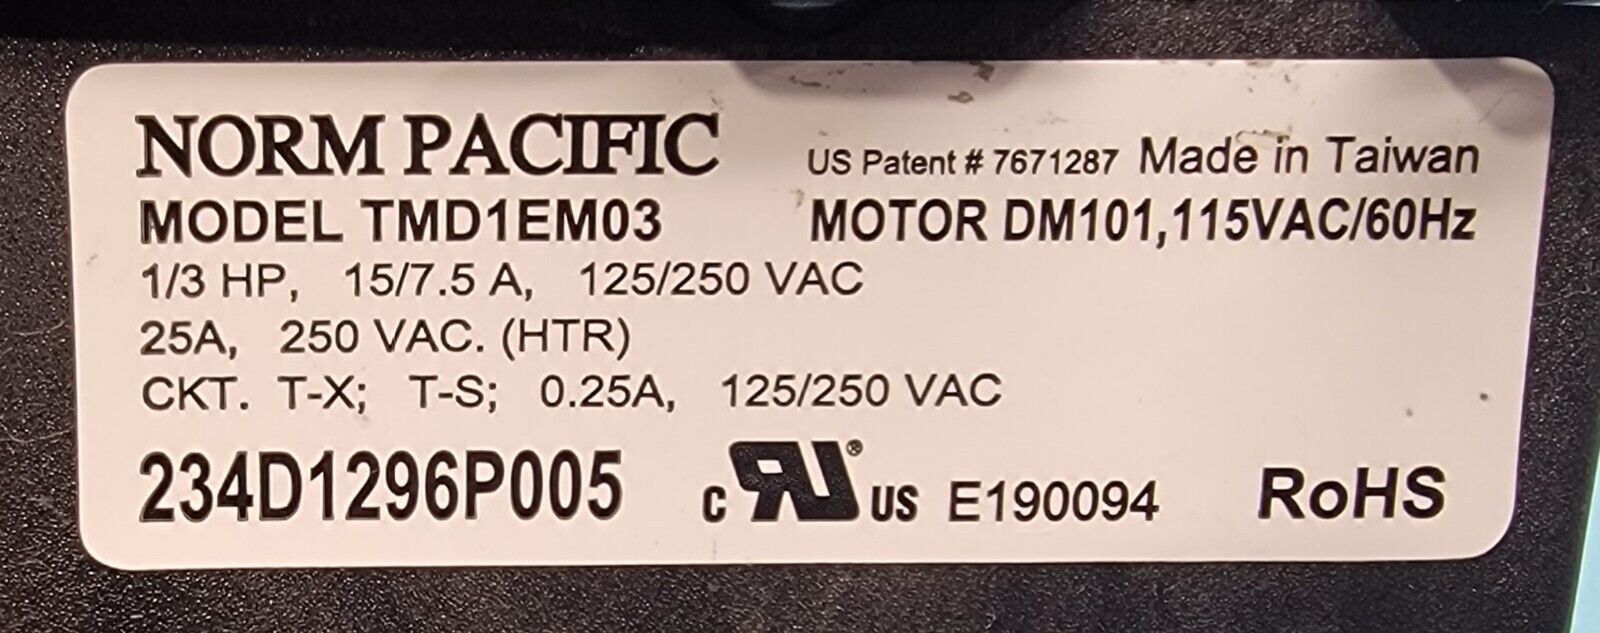 NORM PACIFIC US Patent # 7671287 Made in Taiwan
MODEL TMD1EM03 MOTOR DM101,115VAC/60Hz
1/3 HP, 15/7.5 A, 125/250 VAC
25A, 250 VAC. (HTR)
CKT. T-X; T-S; 0.25A, 125/250 VAC
234D1296P005 C RU® US E190094 RoHS